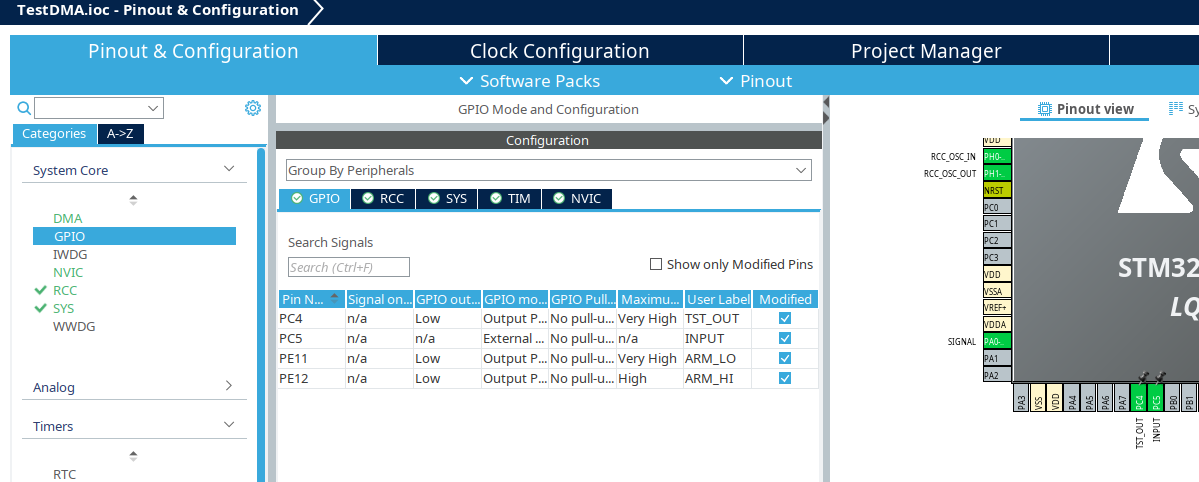 TestDMA.ioc - Pinout & Configuration
Pinout & Configuration
Clock Configuration
Project Manager
Software Packs
Pinout
Categories A->Z
System Core
DMA
GPIO
IWDG
NVIC
RCC
SYS
WWDG
Analog
Timers
RTC
GPIO Mode and Configuration
Configuration
Group By Peripherals
GPIO RCC SYS TIM NVIC
Search Signals
Search (Ctrl+F)
Show only Modified Pins
Pin N... Signal on... GPIO out... GPIO mo... GPIO Pull... Maximu... User Label Modified
PC4 n/a Low Output P... No pull-u... Very High TST_OUT
PC5 n/a n/a External ... No pull-u... n/a INPUT
PE11 n/a Low Output P... No pull-u... Very High ARM_LO
PE12 n/a Low Output P... No pull-u... High ARM_HI
Pinout view
Sy
VDD
RCC_OSC_IN PH0-..
RCC_OSC_OUT PH1-..
NRST
PC0
PC1
PC2
PC3
VDD
VSSA
VREF+
VDDA
SIGNAL PA0-..
PA1
PA2
STM32
LQ
PA3 VSS VDD PA4 PA5 PA6 PA7 PC4 PC5 PB0 PB1
TST_OUT INPUT